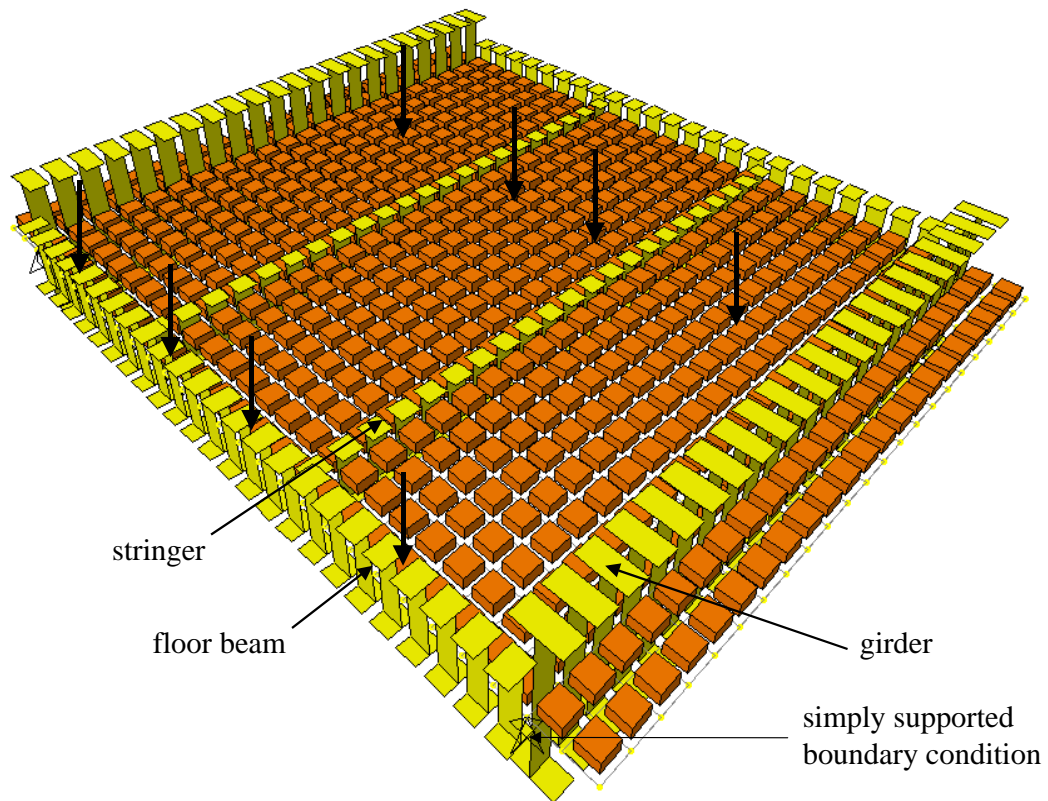 stringer
floor beam
girder
simply supported
boundary condition